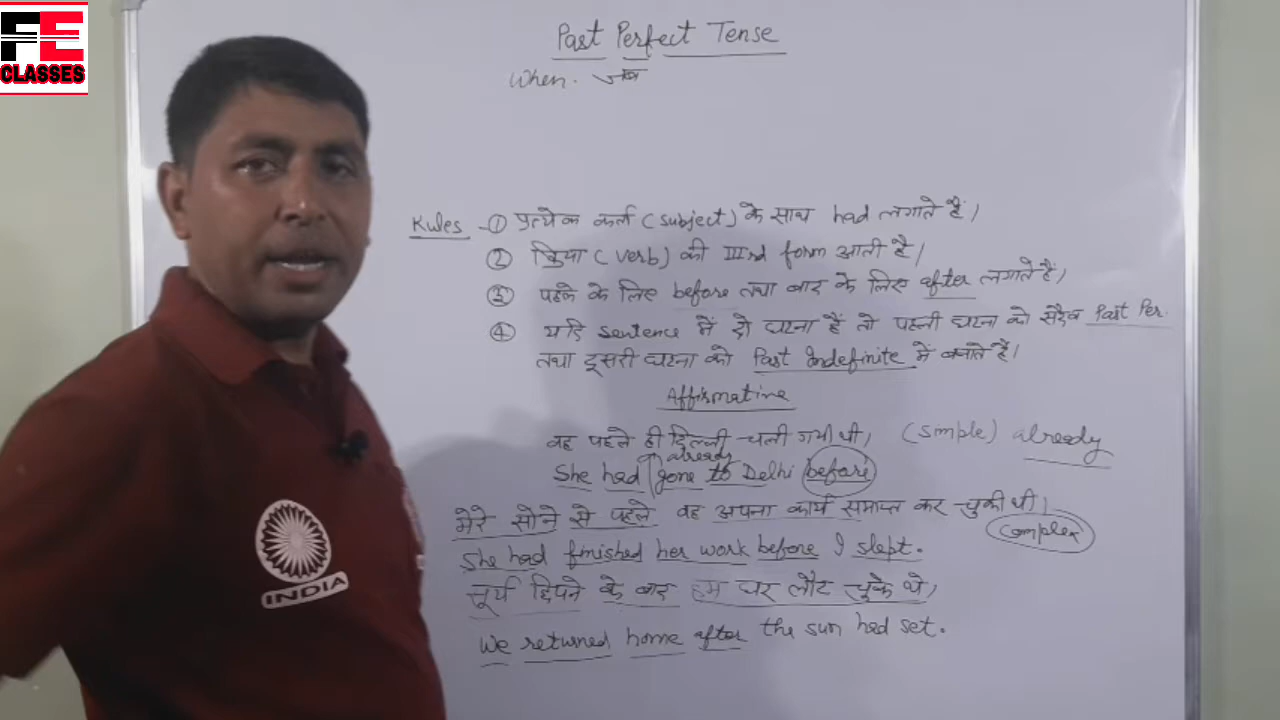 FE
CLASSES
Past Perfect Tense
When. जब
Rules - ① प्रत्येक कर्ता (subject) के साथ had लगाते हैं।
② क्रिया (verb) की IIIrd form आती है।
③ पहले के लिए before तथा बाद के लिए after लगाते हैं।
④ यदि sentence में दो घटना हैं तो पहली घटना को सदैव Past Per.
तथा दूसरी घटना को Past Indefinite में बनाते हैं।
Affirmative
वह पहले ही दिल्ली चली गयी थी। (simple) already
already
She had gone to Delhi before
मेरे सोने से पहले वह अपना कार्य समाप्त कर चुकी थी।
complex
She had finished her work before I slept.
सूर्य छिपने के बाद हम घर लौट चुके थे।
We returned home after the sun had set.
INDIA